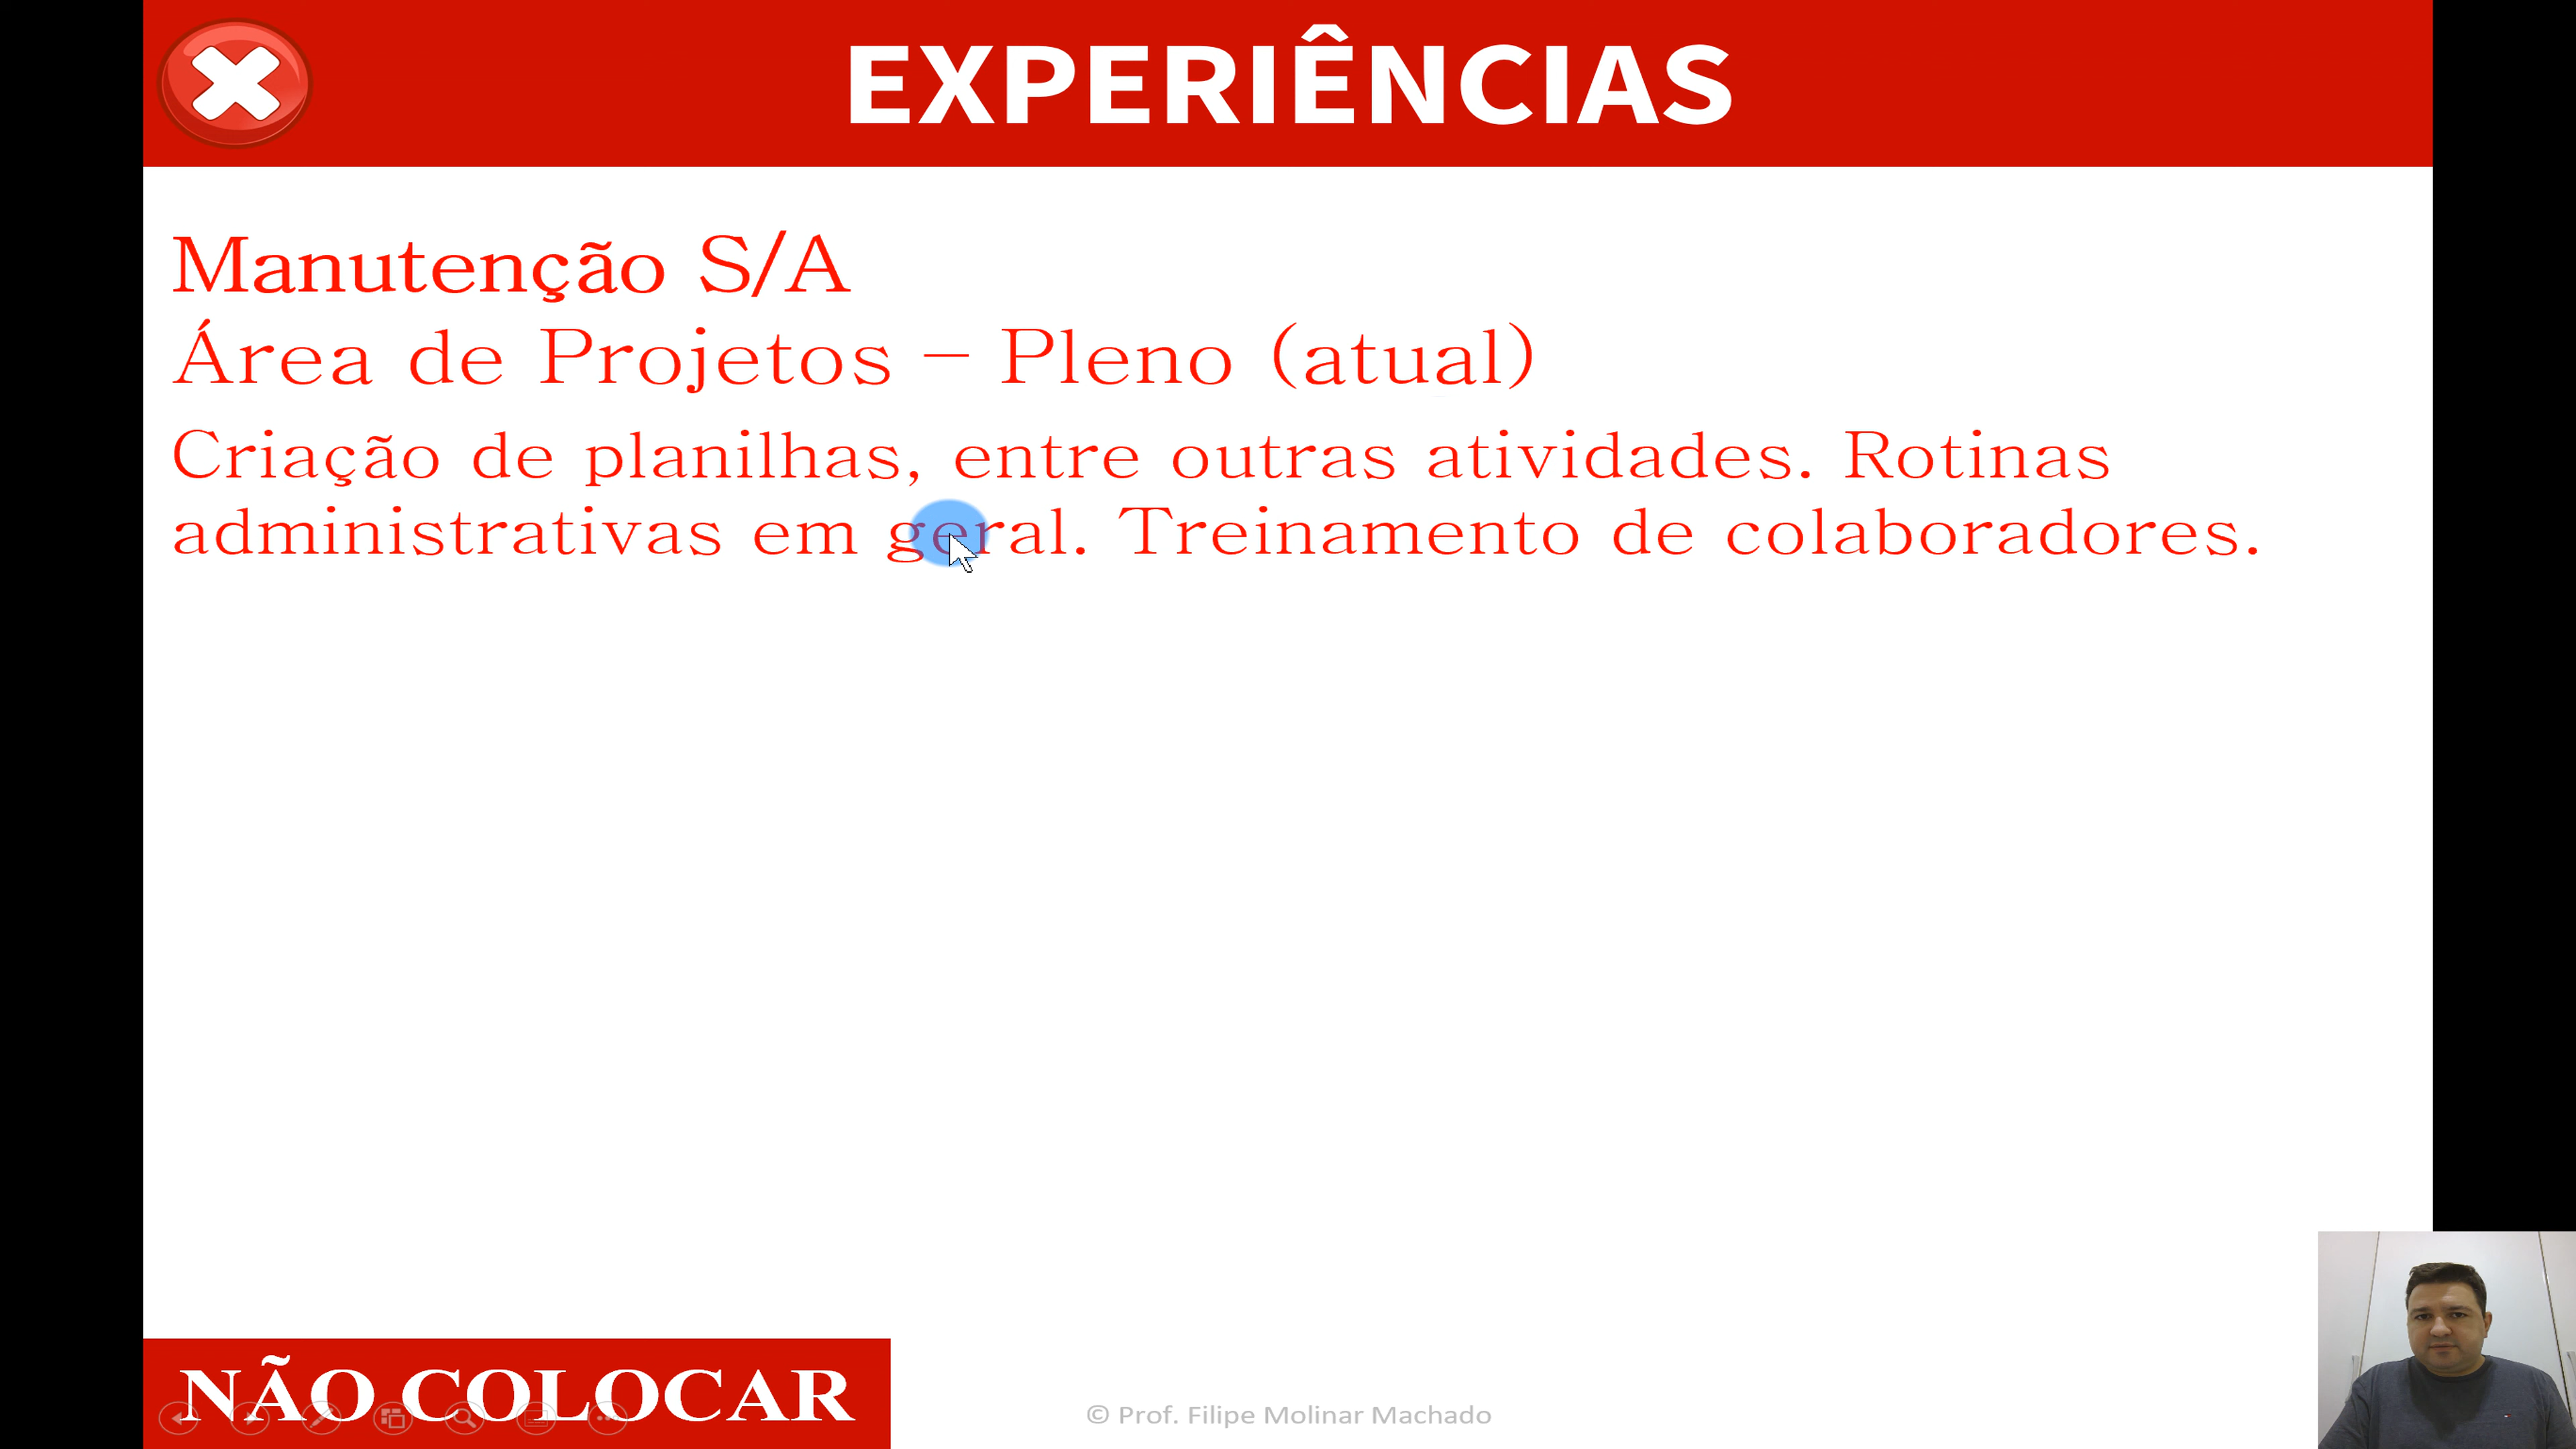 EXPERIÊNCIAS
Manutenção S/A
Área de Projetos – Pleno (atual)
Criação de planilhas, entre outras atividades. Rotinas
administrativas em geral. Treinamento de colaboradores.
NÃO COLOCAR
© Prof. Filipe Molinar Machado